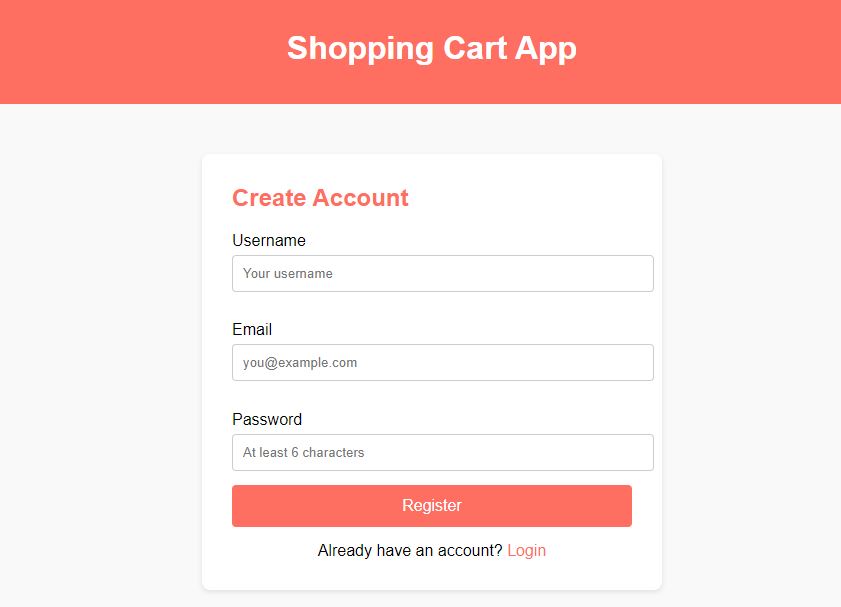 Shopping Cart App
Create Account
Username
Your username
Email
you@example.com
Password
At least 6 characters
Register
Already have an account? Login